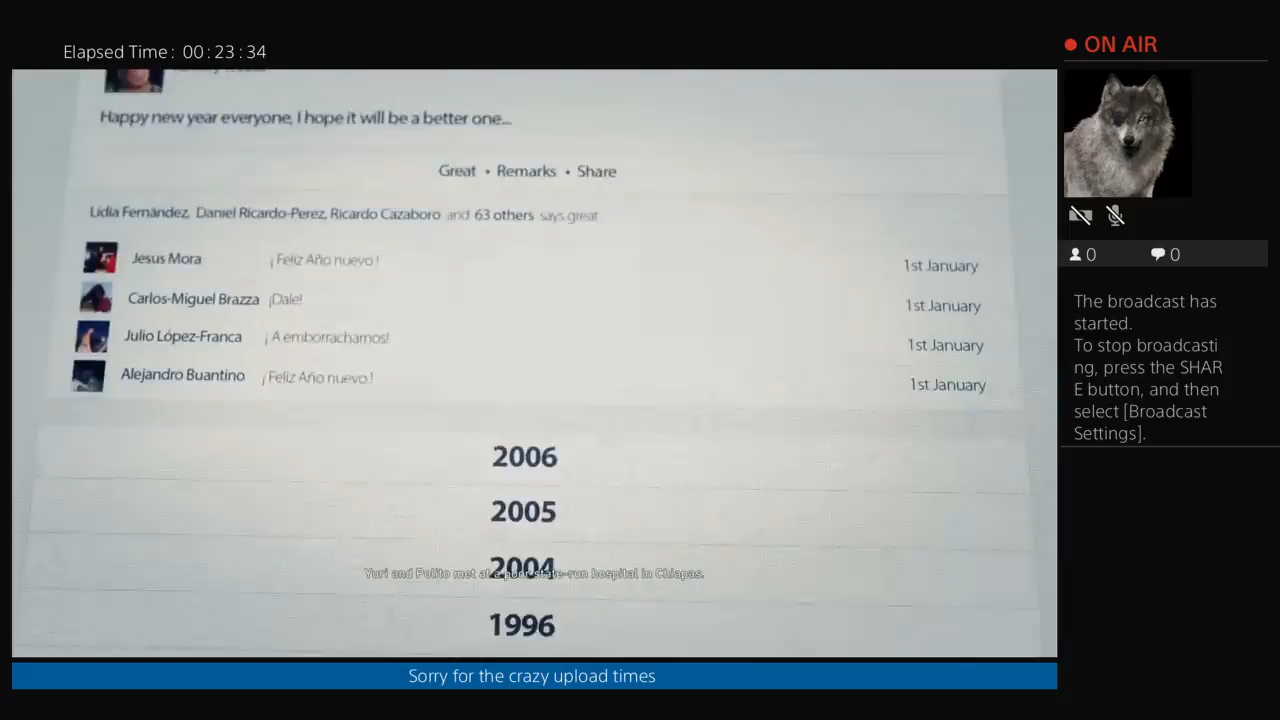 Elapsed Time: 00:23:34
ON AIR
Happy new year everyone, I hope it will be a better one...
Great • Remarks • Share
Lidia Fernández, Daniel Ricardo-Perez, Ricardo Cazaboro and 63 others says great
Jesus Mora ¡Feliz Año nuevo! 1st January
Carlos-Miguel Brazza ¡Dale! 1st January
Julio López-Franca ¡A emborracharnos! 1st January
Alejandro Buantino ¡Feliz Año nuevo! 1st January
2006
2005
2004
Yuri and Polito met at a poor state-run hospital in Chiapas.
1996
Sorry for the crazy upload times
0 0
The broadcast has
started.
To stop broadcasti
ng, press the SHAR
E button, and then
select [Broadcast
Settings].